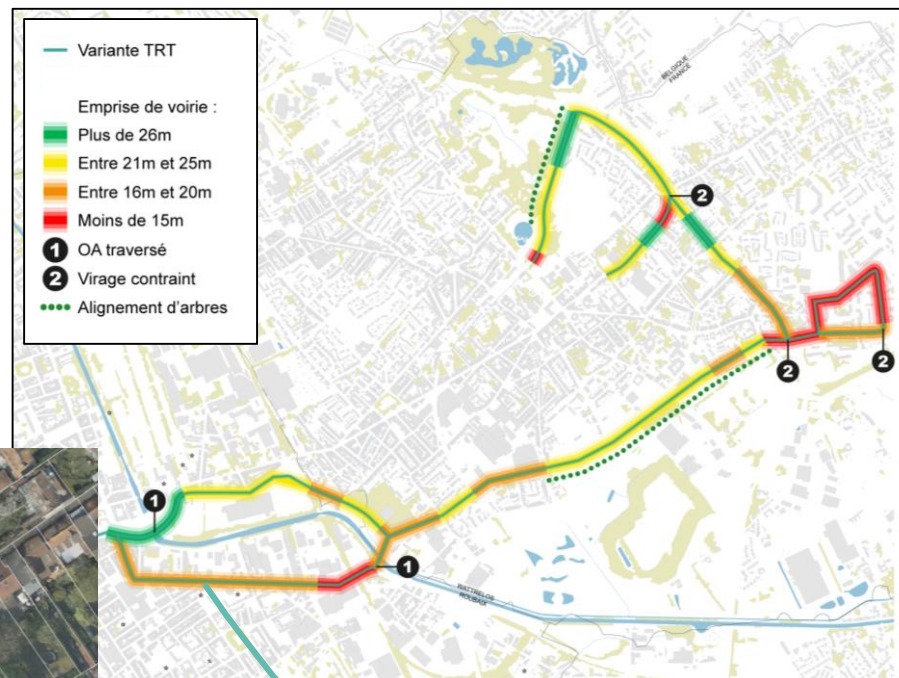 Variante TRT
Emprise de voirie :
Plus de 26m
Entre 21m et 25m
Entre 16m et 20m
Moins de 15m
1 OA traversé
2 Virage contraint
Alignement d'arbres
BELGIQUE
FRANCE
2
2
2
1
1
WATTRELOS
ROUBAIX